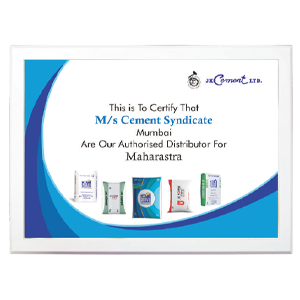 JK Cement LTD.
This is To Certify That
M/s Cement Syndicate
Mumbai
Are Our Authorised Distributor For
Maharastra